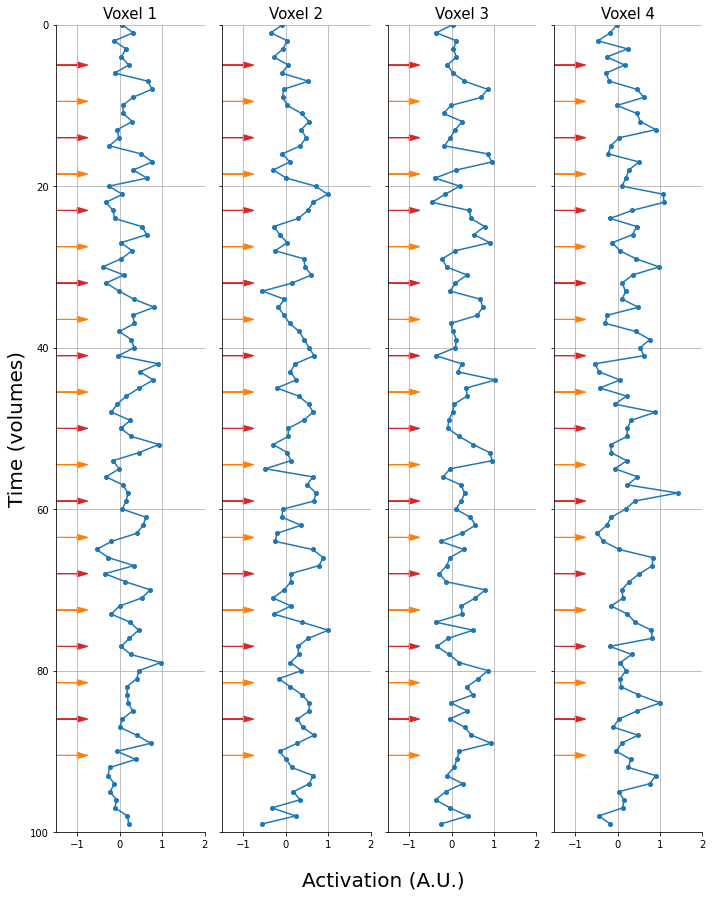 Voxel 1 Voxel 2 Voxel 3 Voxel 4
0
20
40
60
80
100
−1 0 1 2 −1 0 1 2 −1 0 1 2 −1 0 1 2
Time (volumes)
Activation (A.U.)